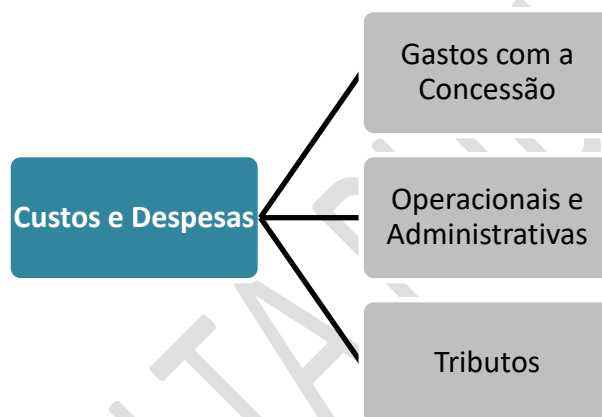 Gastos com a
Concessão
Custos e Despesas
Operacionais e
Administrativas
Tributos